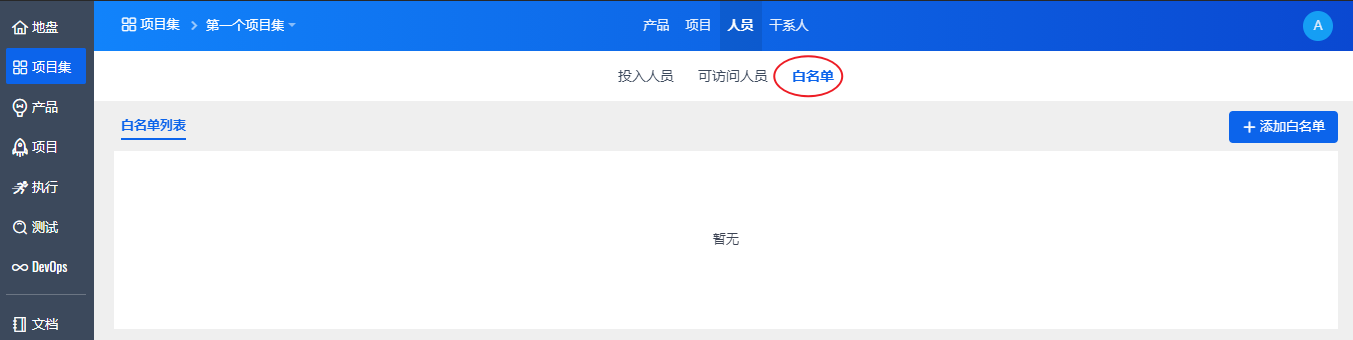 地盘
项目集
产品
项目
执行
测试
DevOps
文档
项目集 第一个项目集
产品 项目 人员 干系人
A
投入人员 可访问人员 白名单
白名单列表
添加白名单
暂无